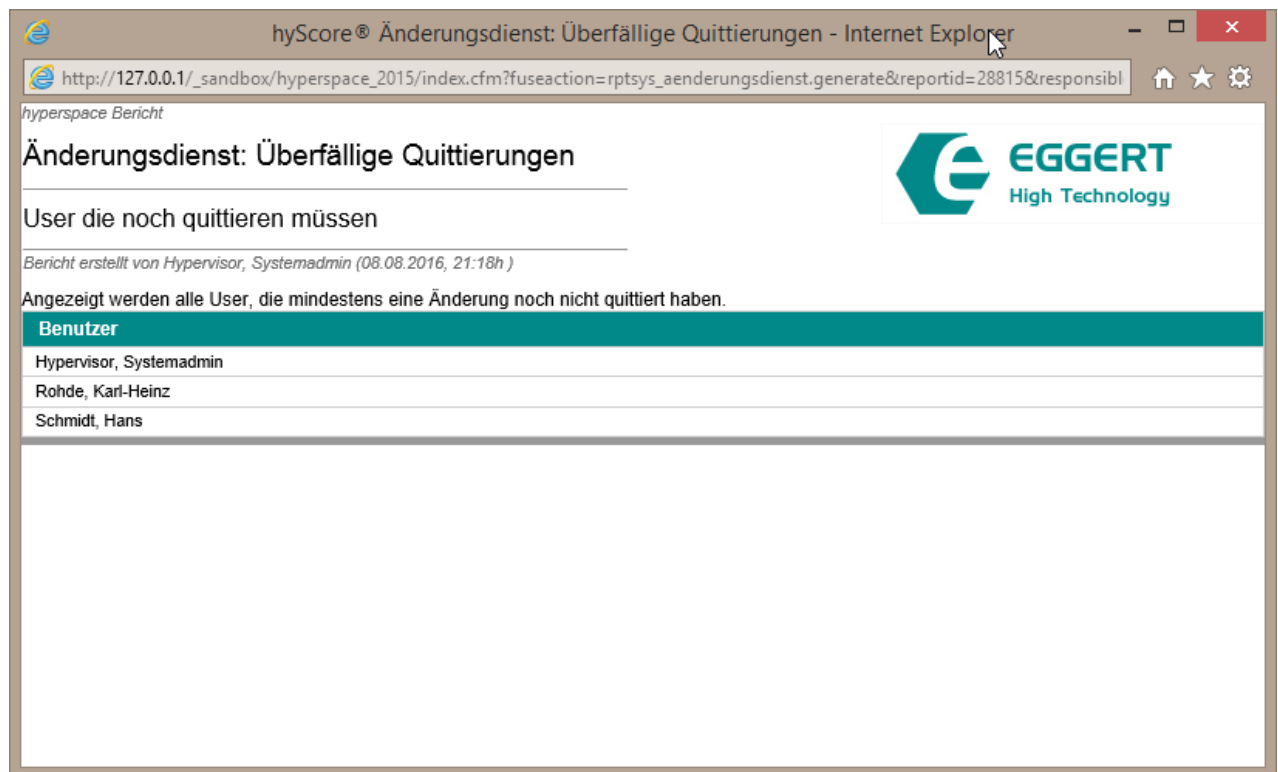 hyScore® Änderungsdienst: Überfällige Quittierungen - Internet Explorer
http://127.0.0.1/_sandbox/hyperspace_2015/index.cfm?fuseaction=rptsys_aenderungsdienst.generate&reportid=28815&responsibl
hyperspace Bericht
Änderungsdienst: Überfällige Quittierungen
EGGERT
High Technology
User die noch quittieren müssen
Bericht erstellt von Hypervisor, Systemadmin (08.08.2016, 21:18h )
Angezeigt werden alle User, die mindestens eine Änderung noch nicht quittiert haben.
Benutzer
Hypervisor, Systemadmin
Rohde, Karl-Heinz
Schmidt, Hans